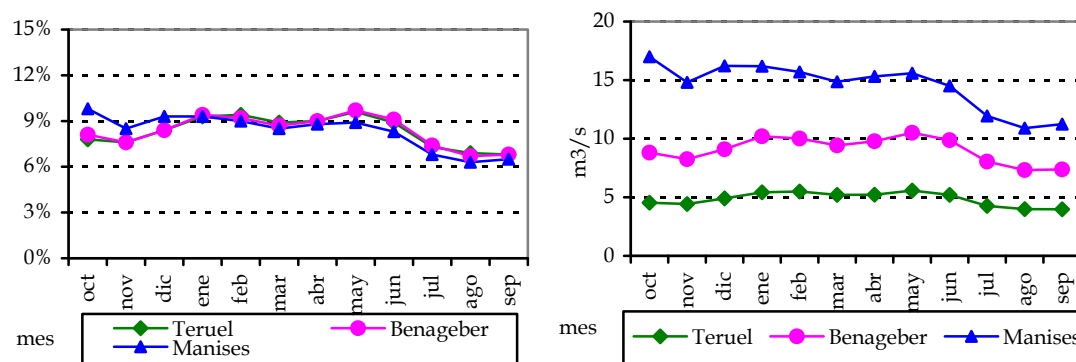 15%
12%
9%
6%
3%
0%
oct
nov
dic
ene
feb
mar
abr
may
jun
jul
ago
sep
mes
Teruel
Benageber
Manises
20
15
10
5
0
m3/s
oct
nov
dic
ene
feb
mar
abr
may
jun
jul
ago
sep
mes
Teruel
Benageber
Manises